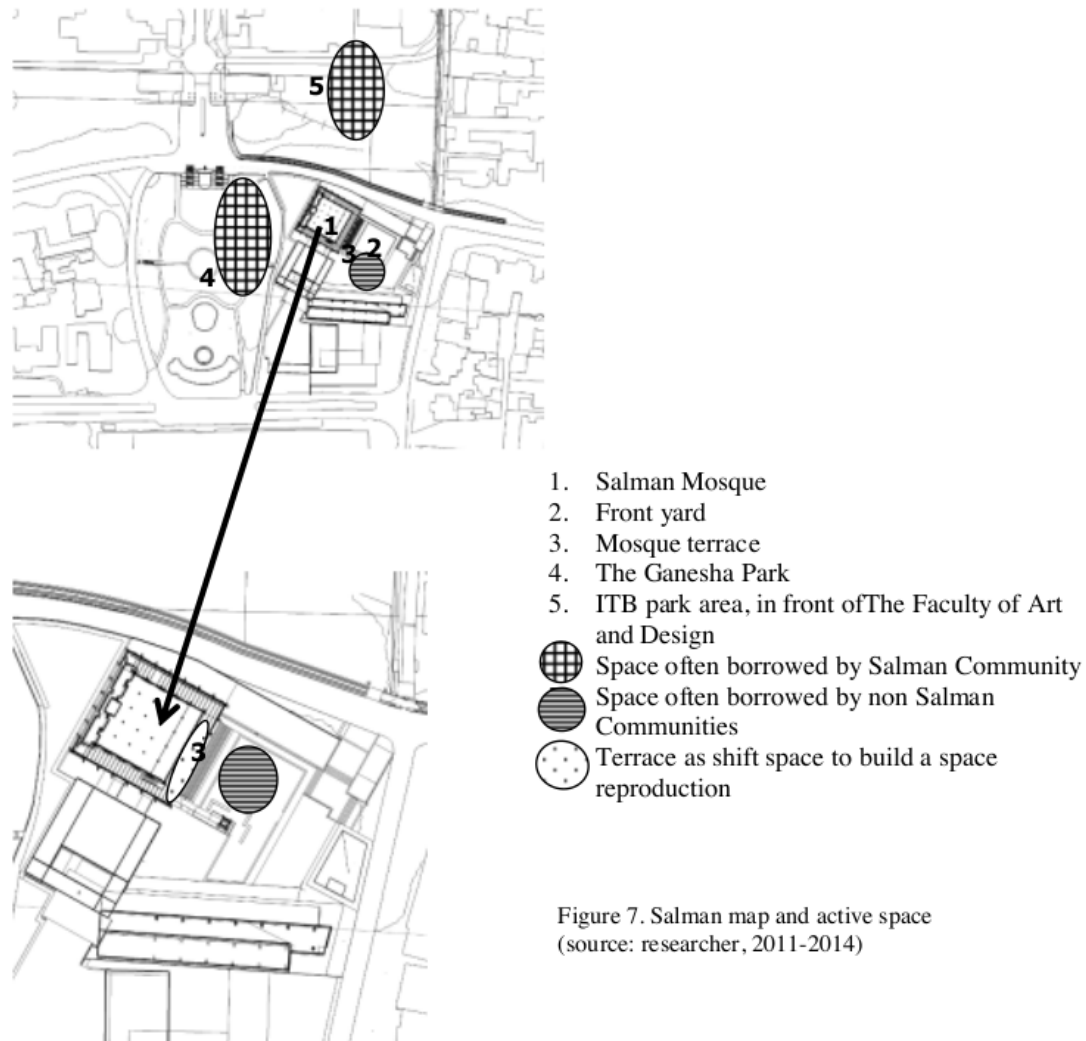 5
1
2
3
4
1. Salman Mosque
2. Front yard
3. Mosque terrace
4. The Ganesha Park
5. ITB park area, in front ofThe Faculty of Art
and Design
Space often borrowed by Salman Community
Space often borrowed by non Salman
Communities
Terrace as shift space to build a space
reproduction
3
Figure 7. Salman map and active space
(source: researcher, 2011-2014)